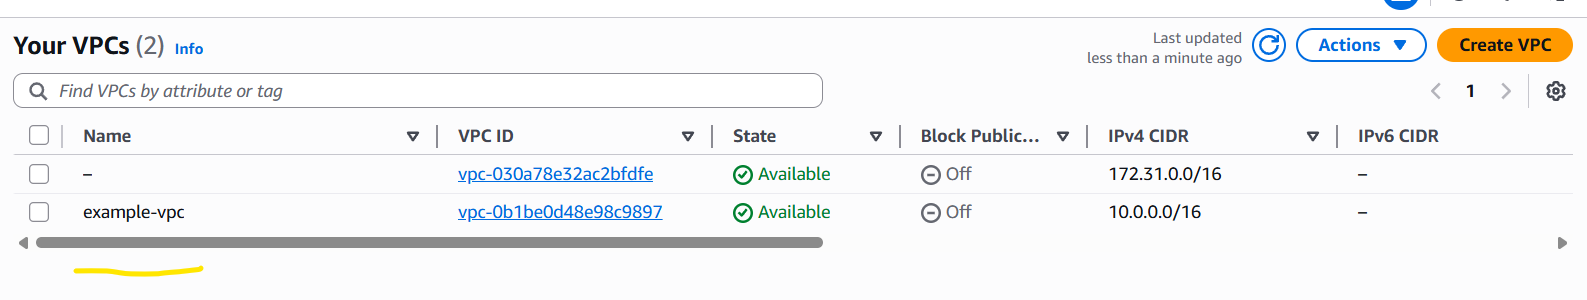 Your VPCs (2) Info
Last updated
less than a minute ago
Actions
Create VPC
Find VPCs by attribute or tag
1
Name VPC ID State Block Public... IPv4 CIDR IPv6 CIDR
– vpc-030a78e32ac2bfdfe Available Off 172.31.0.0/16 –
example-vpc vpc-0b1be0d48e98c9897 Available Off 10.0.0.0/16 –